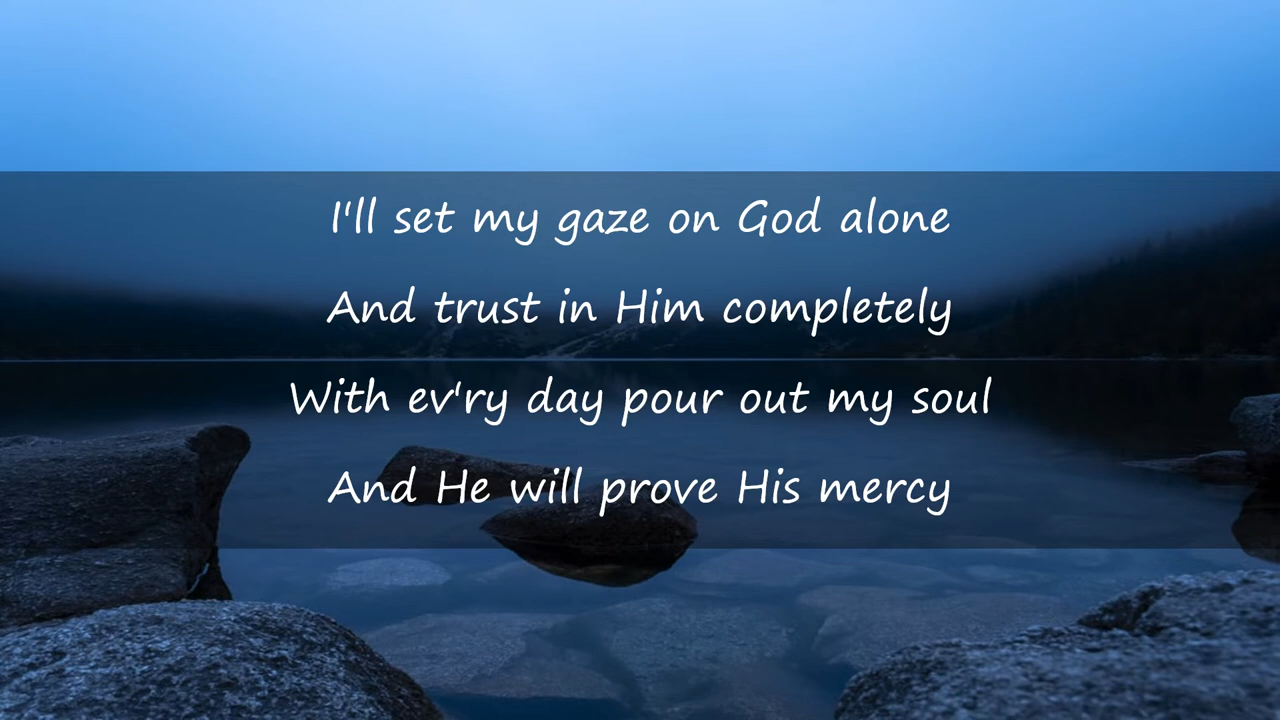 I'll set my gaze on God alone
And trust in Him completely
With ev'ry day pour out my soul
And He will prove His mercy